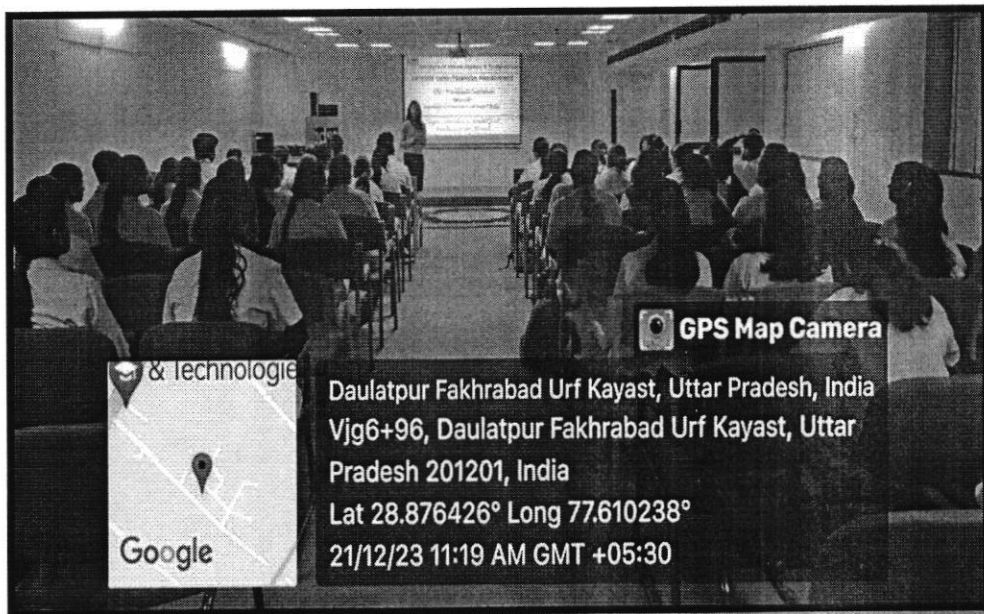 GPS Map Camera
& Technologie
Daulatpur Fakhrabad Urf Kayast, Uttar Pradesh, India
Vjg6+96, Daulatpur Fakhrabad Urf Kayast, Uttar
Pradesh 201201, India
Lat 28.876426° Long 77.610238°
21/12/23 11:19 AM GMT +05:30
Google